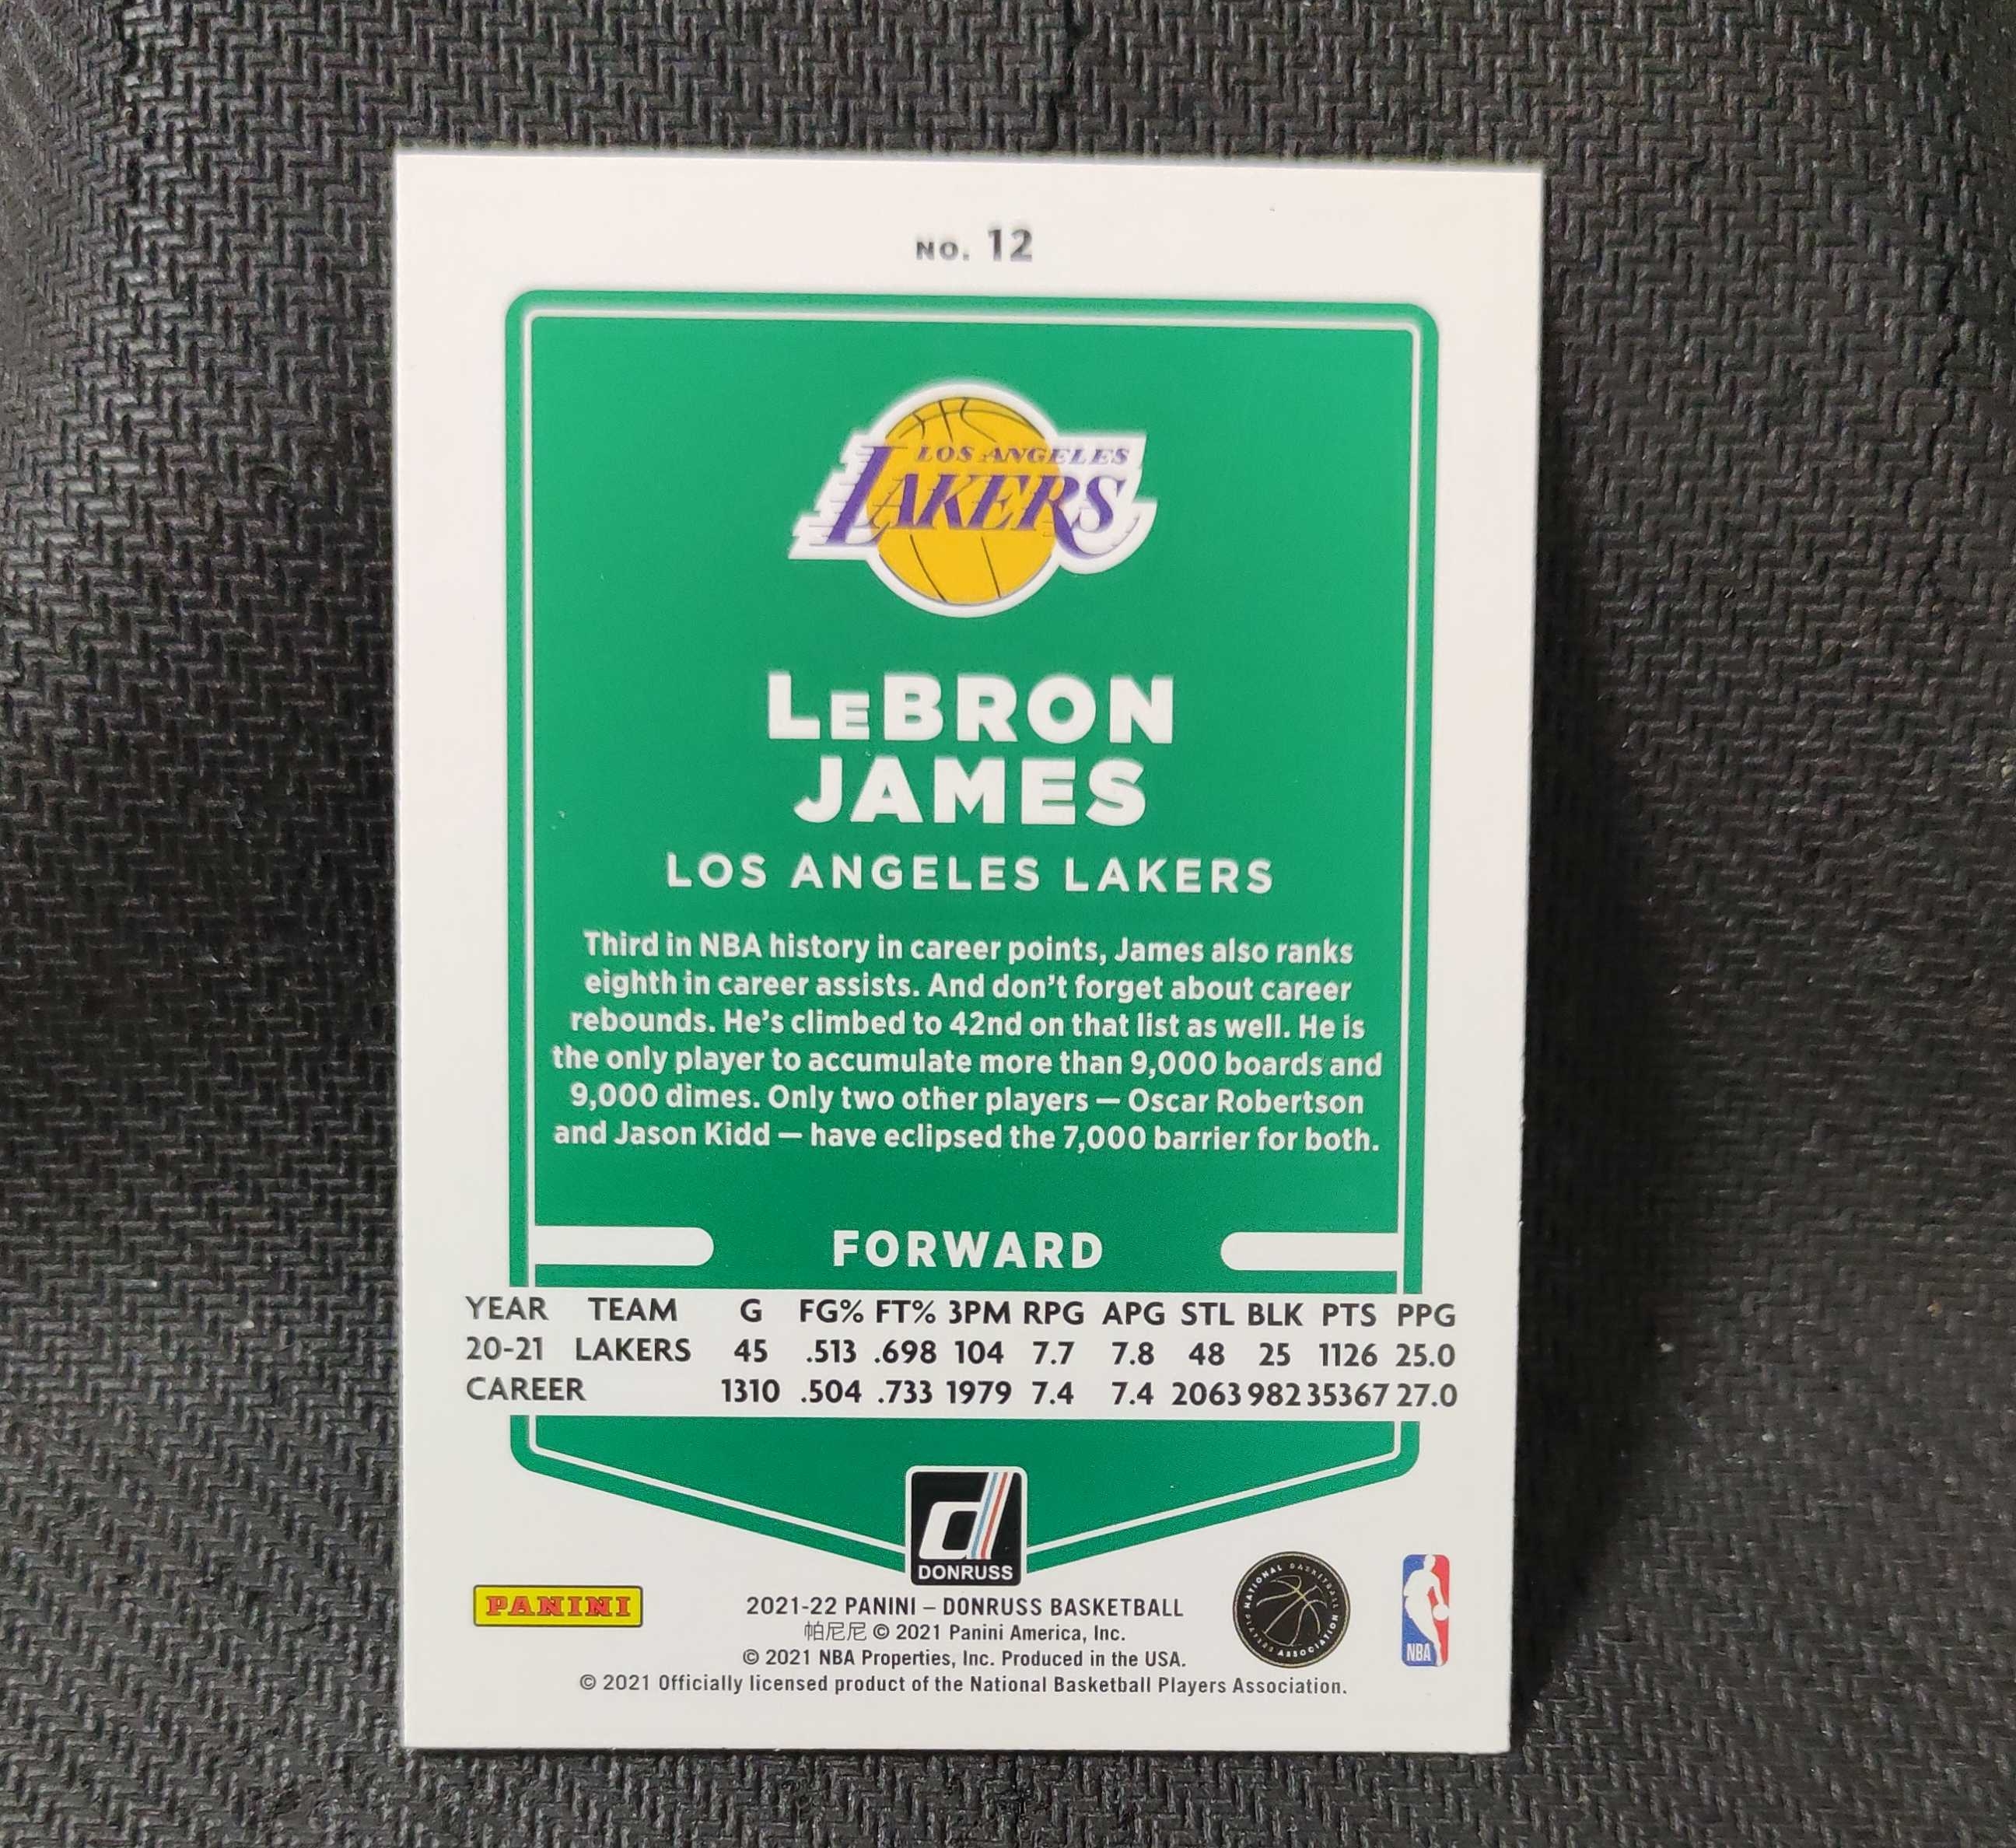 NO. 12
LOS ANGELES
LAKERS
LeBRON
JAMES
LOS ANGELES LAKERS
Third in NBA history in career points, James also ranks
eighth in career assists. And don't forget about career
rebounds. He's climbed to 42nd on that list as well. He is
the only player to accumulate more than 9,000 boards and
9,000 dimes. Only two other players — Oscar Robertson
and Jason Kidd — have eclipsed the 7,000 barrier for both.
FORWARD
YEAR TEAM G FG% FT% 3PM RPG APG STL BLK PTS PPG
20-21 LAKERS 45 .513 .698 104 7.7 7.8 48 25 1126 25.0
CAREER 1310 .504 .733 1979 7.4 7.4 2063 982 35367 27.0
d
DONRUSS
PANINI
2021-22 PANINI – DONRUSS BASKETBALL
帕尼尼 © 2021 Panini America, Inc.
© 2021 NBA Properties, Inc. Produced in the USA.
© 2021 Officially licensed product of the National Basketball Players Association.
NATIONAL BASKETBALL PLAYERS ASSOCIATION
NBA